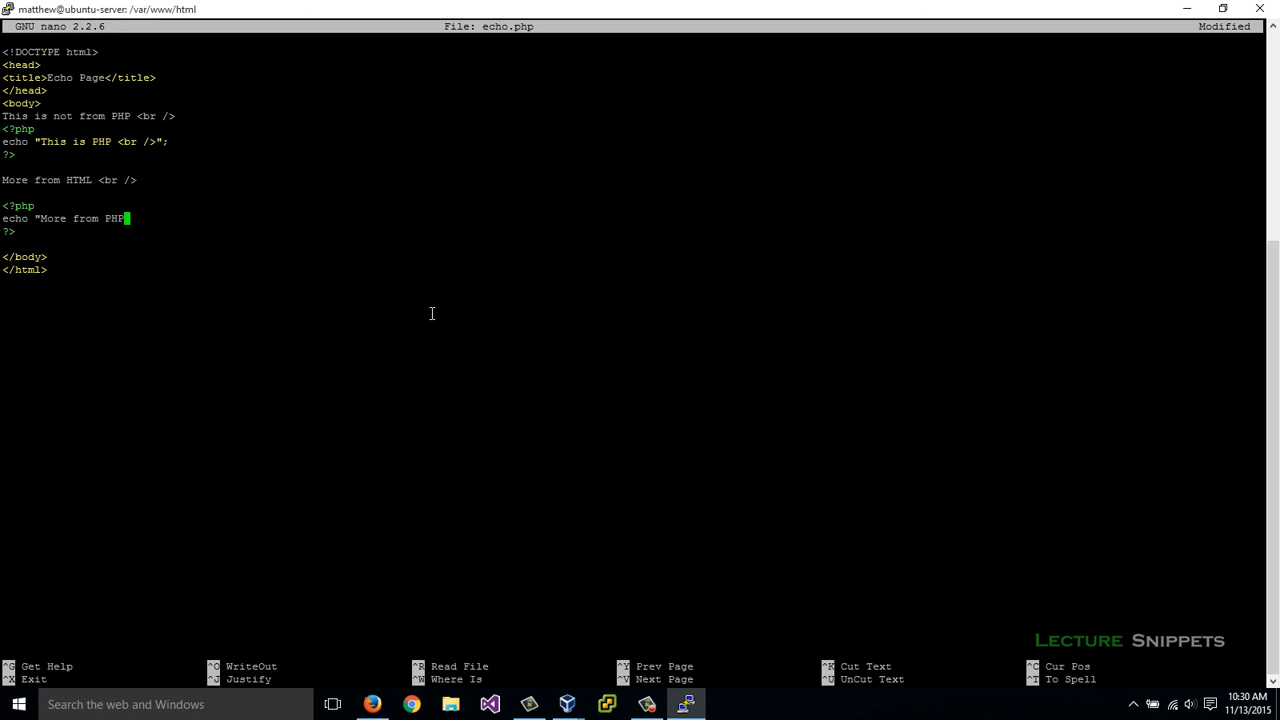 matthew@ubuntu-server: /var/www/html
GNU nano 2.2.6 File: echo.php Modified
<!DOCTYPE html>
<head>
<title>Echo Page</title>
</head>
<body>
This is not from PHP <br />
<?php
echo "This is PHP <br />";
?>
More from HTML <br />
<?php
echo "More from PHP
?>
</body>
</html>
LECTURE SNIPPETS
^G Get Help ^O WriteOut ^R Read File ^Y Prev Page ^K Cut Text ^C Cur Pos
^X Exit ^J Justify ^W Where Is ^V Next Page ^U UnCut Text ^T To Spell
Search the web and Windows
10:30 AM
11/13/2015